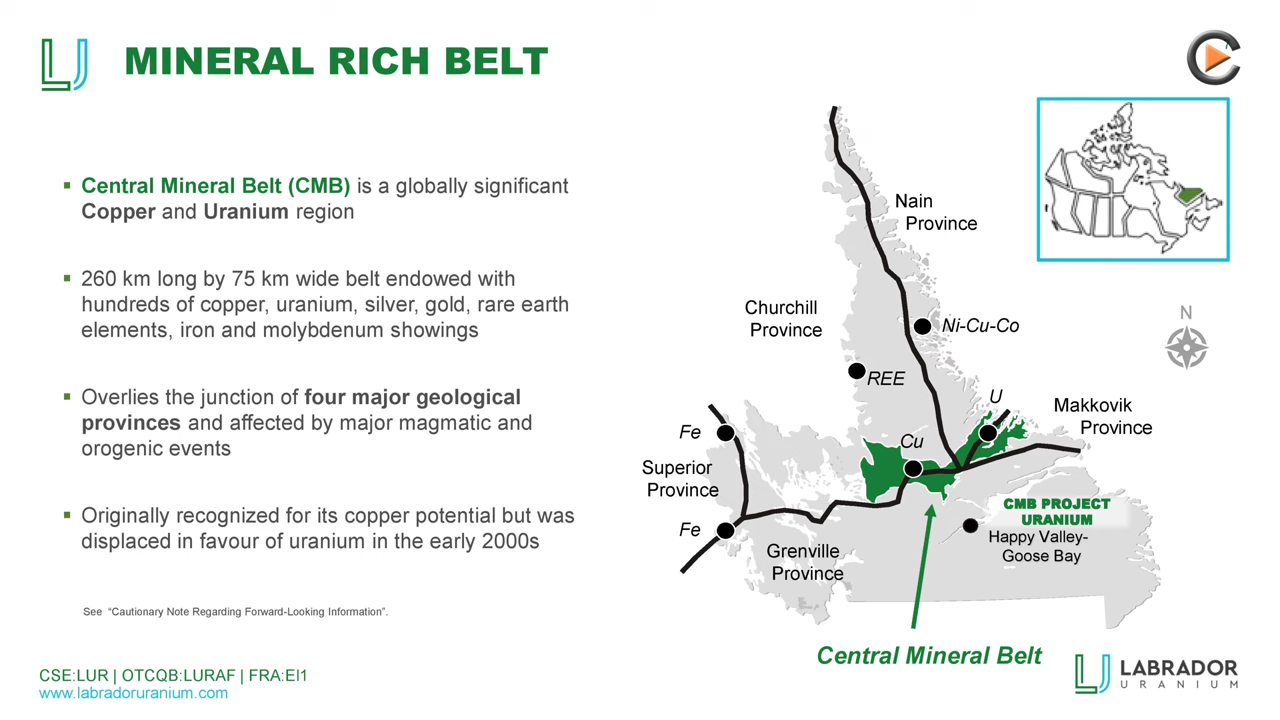 MINERAL RICH BELT
▪ Central Mineral Belt (CMB) is a globally significant
Copper and Uranium region
▪ 260 km long by 75 km wide belt endowed with
hundreds of copper, uranium, silver, gold, rare earth
elements, iron and molybdenum showings
▪ Overlies the junction of four major geological
provinces and affected by major magmatic and
orogenic events
▪ Originally recognized for its copper potential but was
displaced in favour of uranium in the early 2000s
See “Cautionary Note Regarding Forward-Looking Information”.
CSE:LUR | OTCQB:LURAF | FRA:EI1
www.labradoruranium.com
Nain
Province
Churchill
Province
Ni-Cu-Co
REE
U
Makkovik
Province
Fe
Cu
Superior
Province
Fe
Grenville
Province
CMB PROJECT
URANIUM
Happy Valley-
Goose Bay
Central Mineral Belt
N
LABRADOR
URANIUM